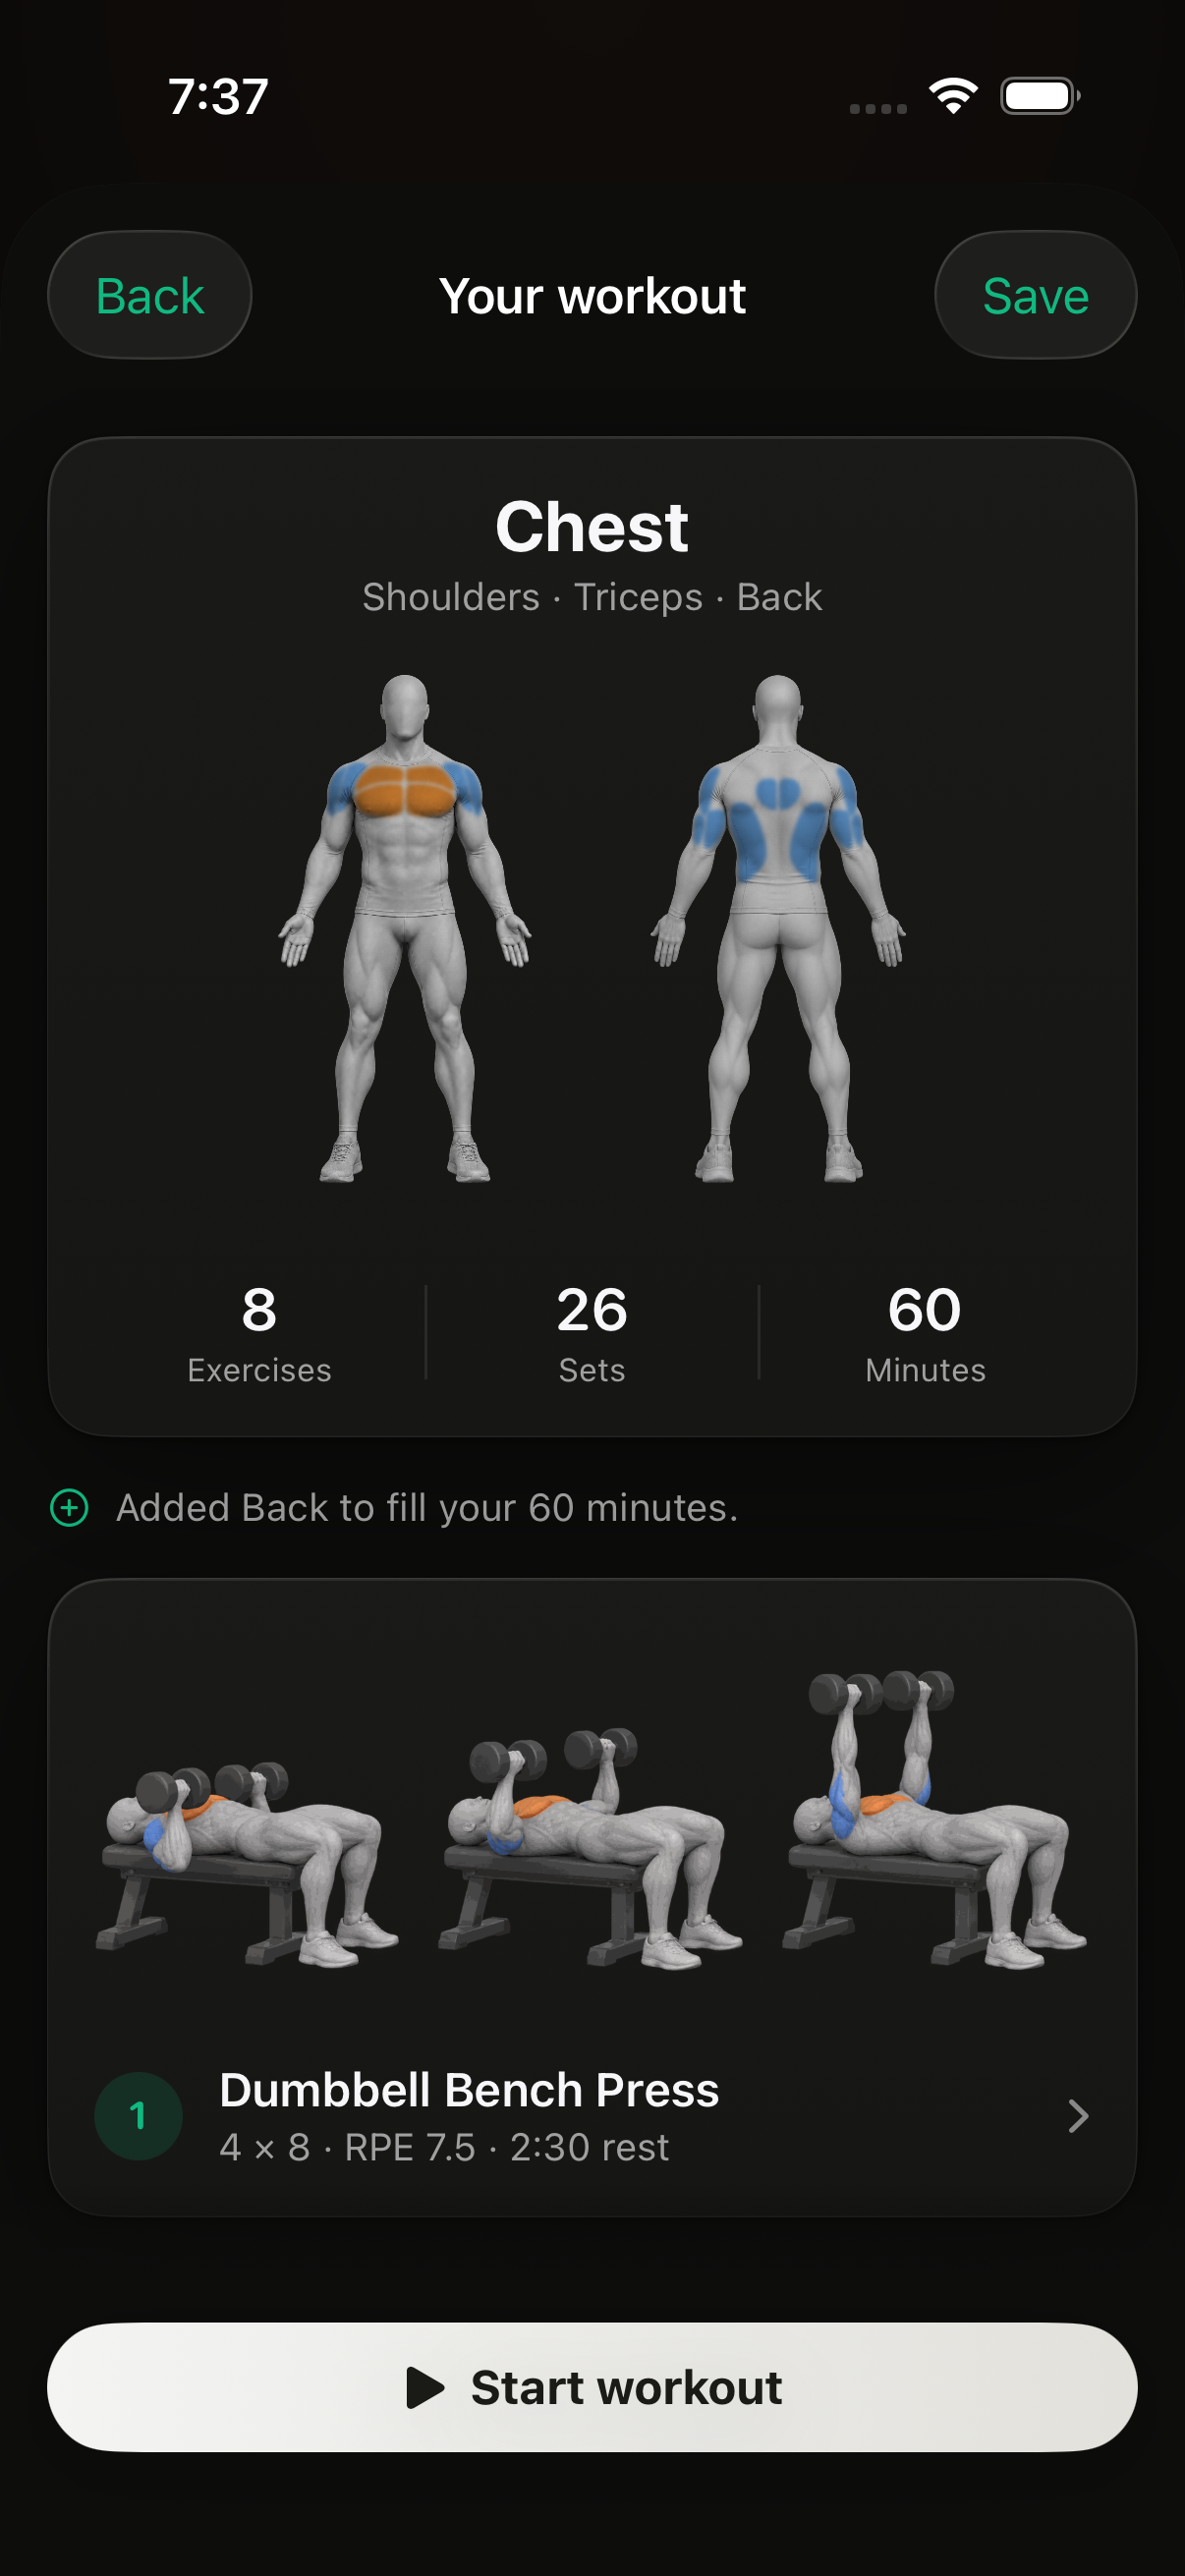 7:37
Back
Your workout
Save
Chest
Shoulders · Triceps · Back
8
26
60
Exercises
Sets
Minutes
Added Back to fill your 60 minutes.
1
Dumbbell Bench Press
4 × 8 · RPE 7.5 · 2:30 rest
Start workout